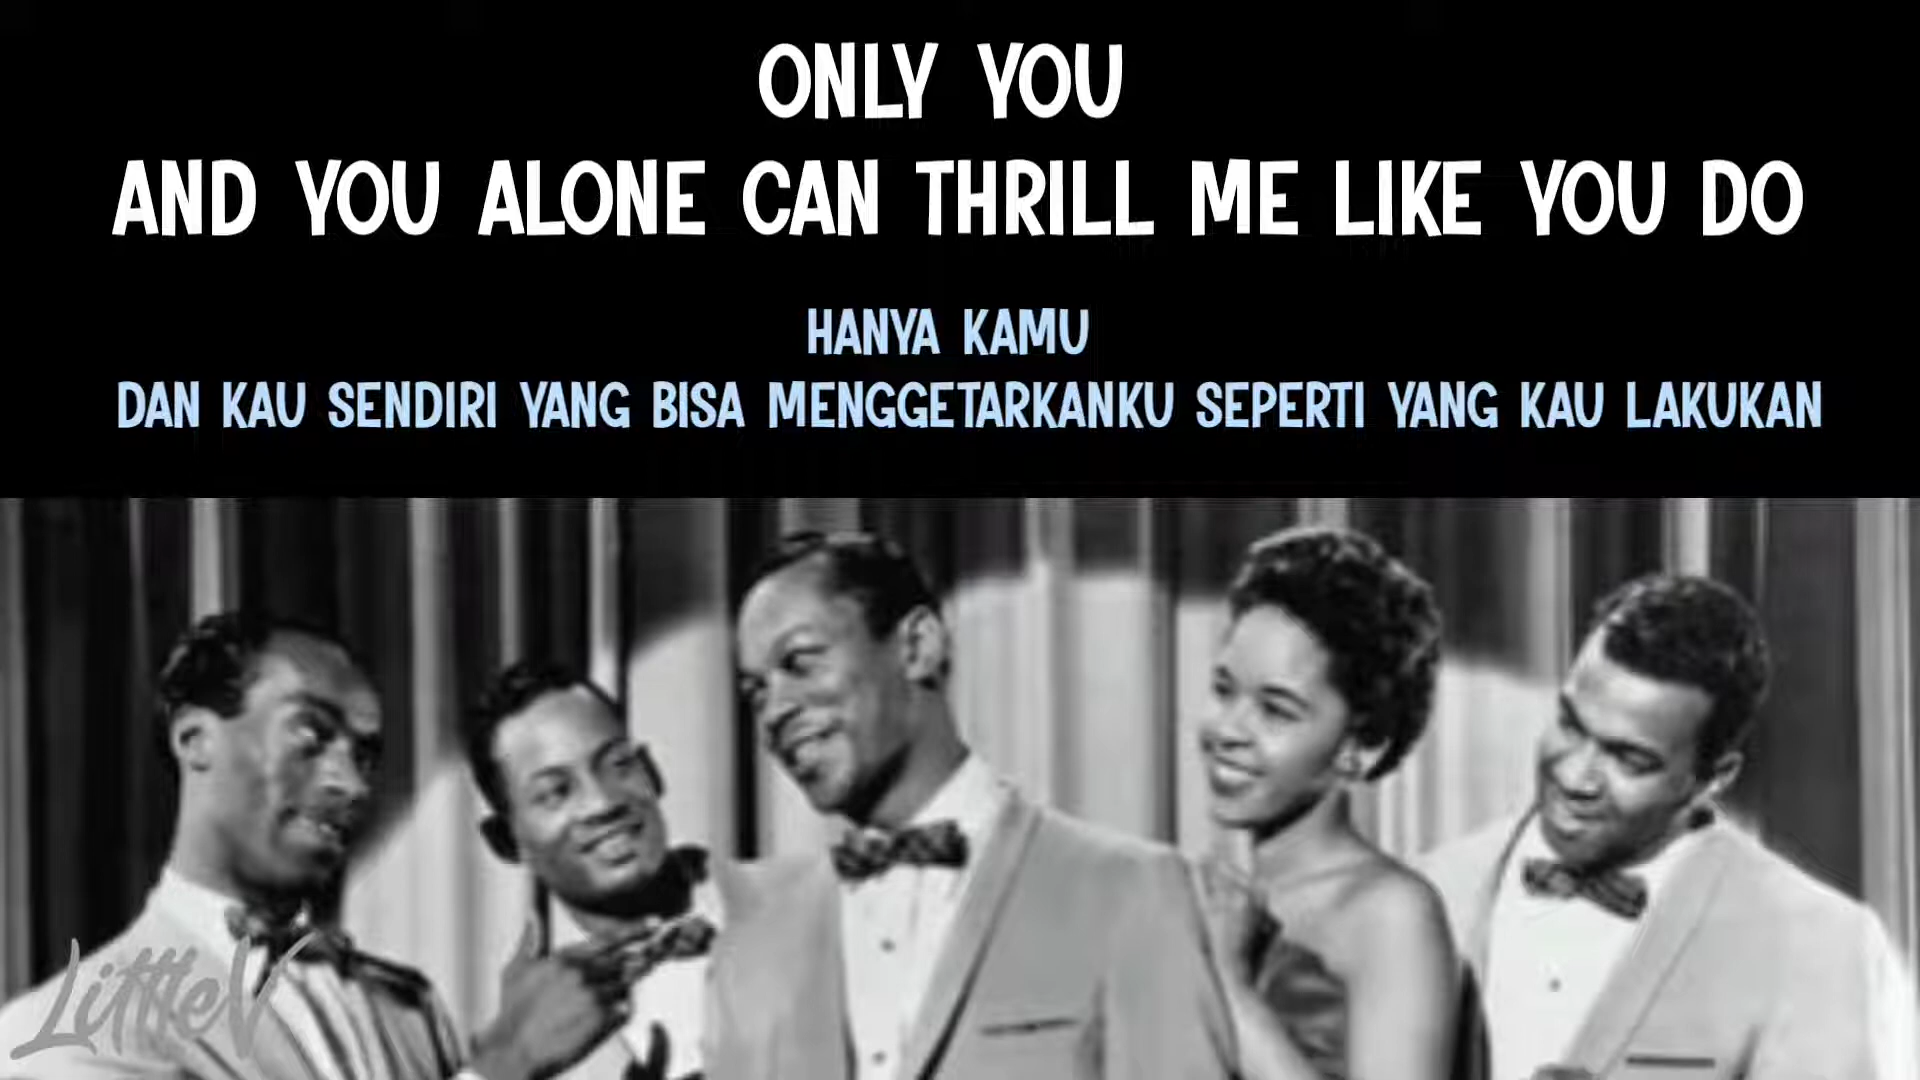 ONLY YOU
AND YOU ALONE CAN THRILL ME LIKE YOU DO
HANYA KAMU
DAN KAU SENDIRI YANG BISA MENGGETARKANKU SEPERTI YANG KAU LAKUKAN
LittleV